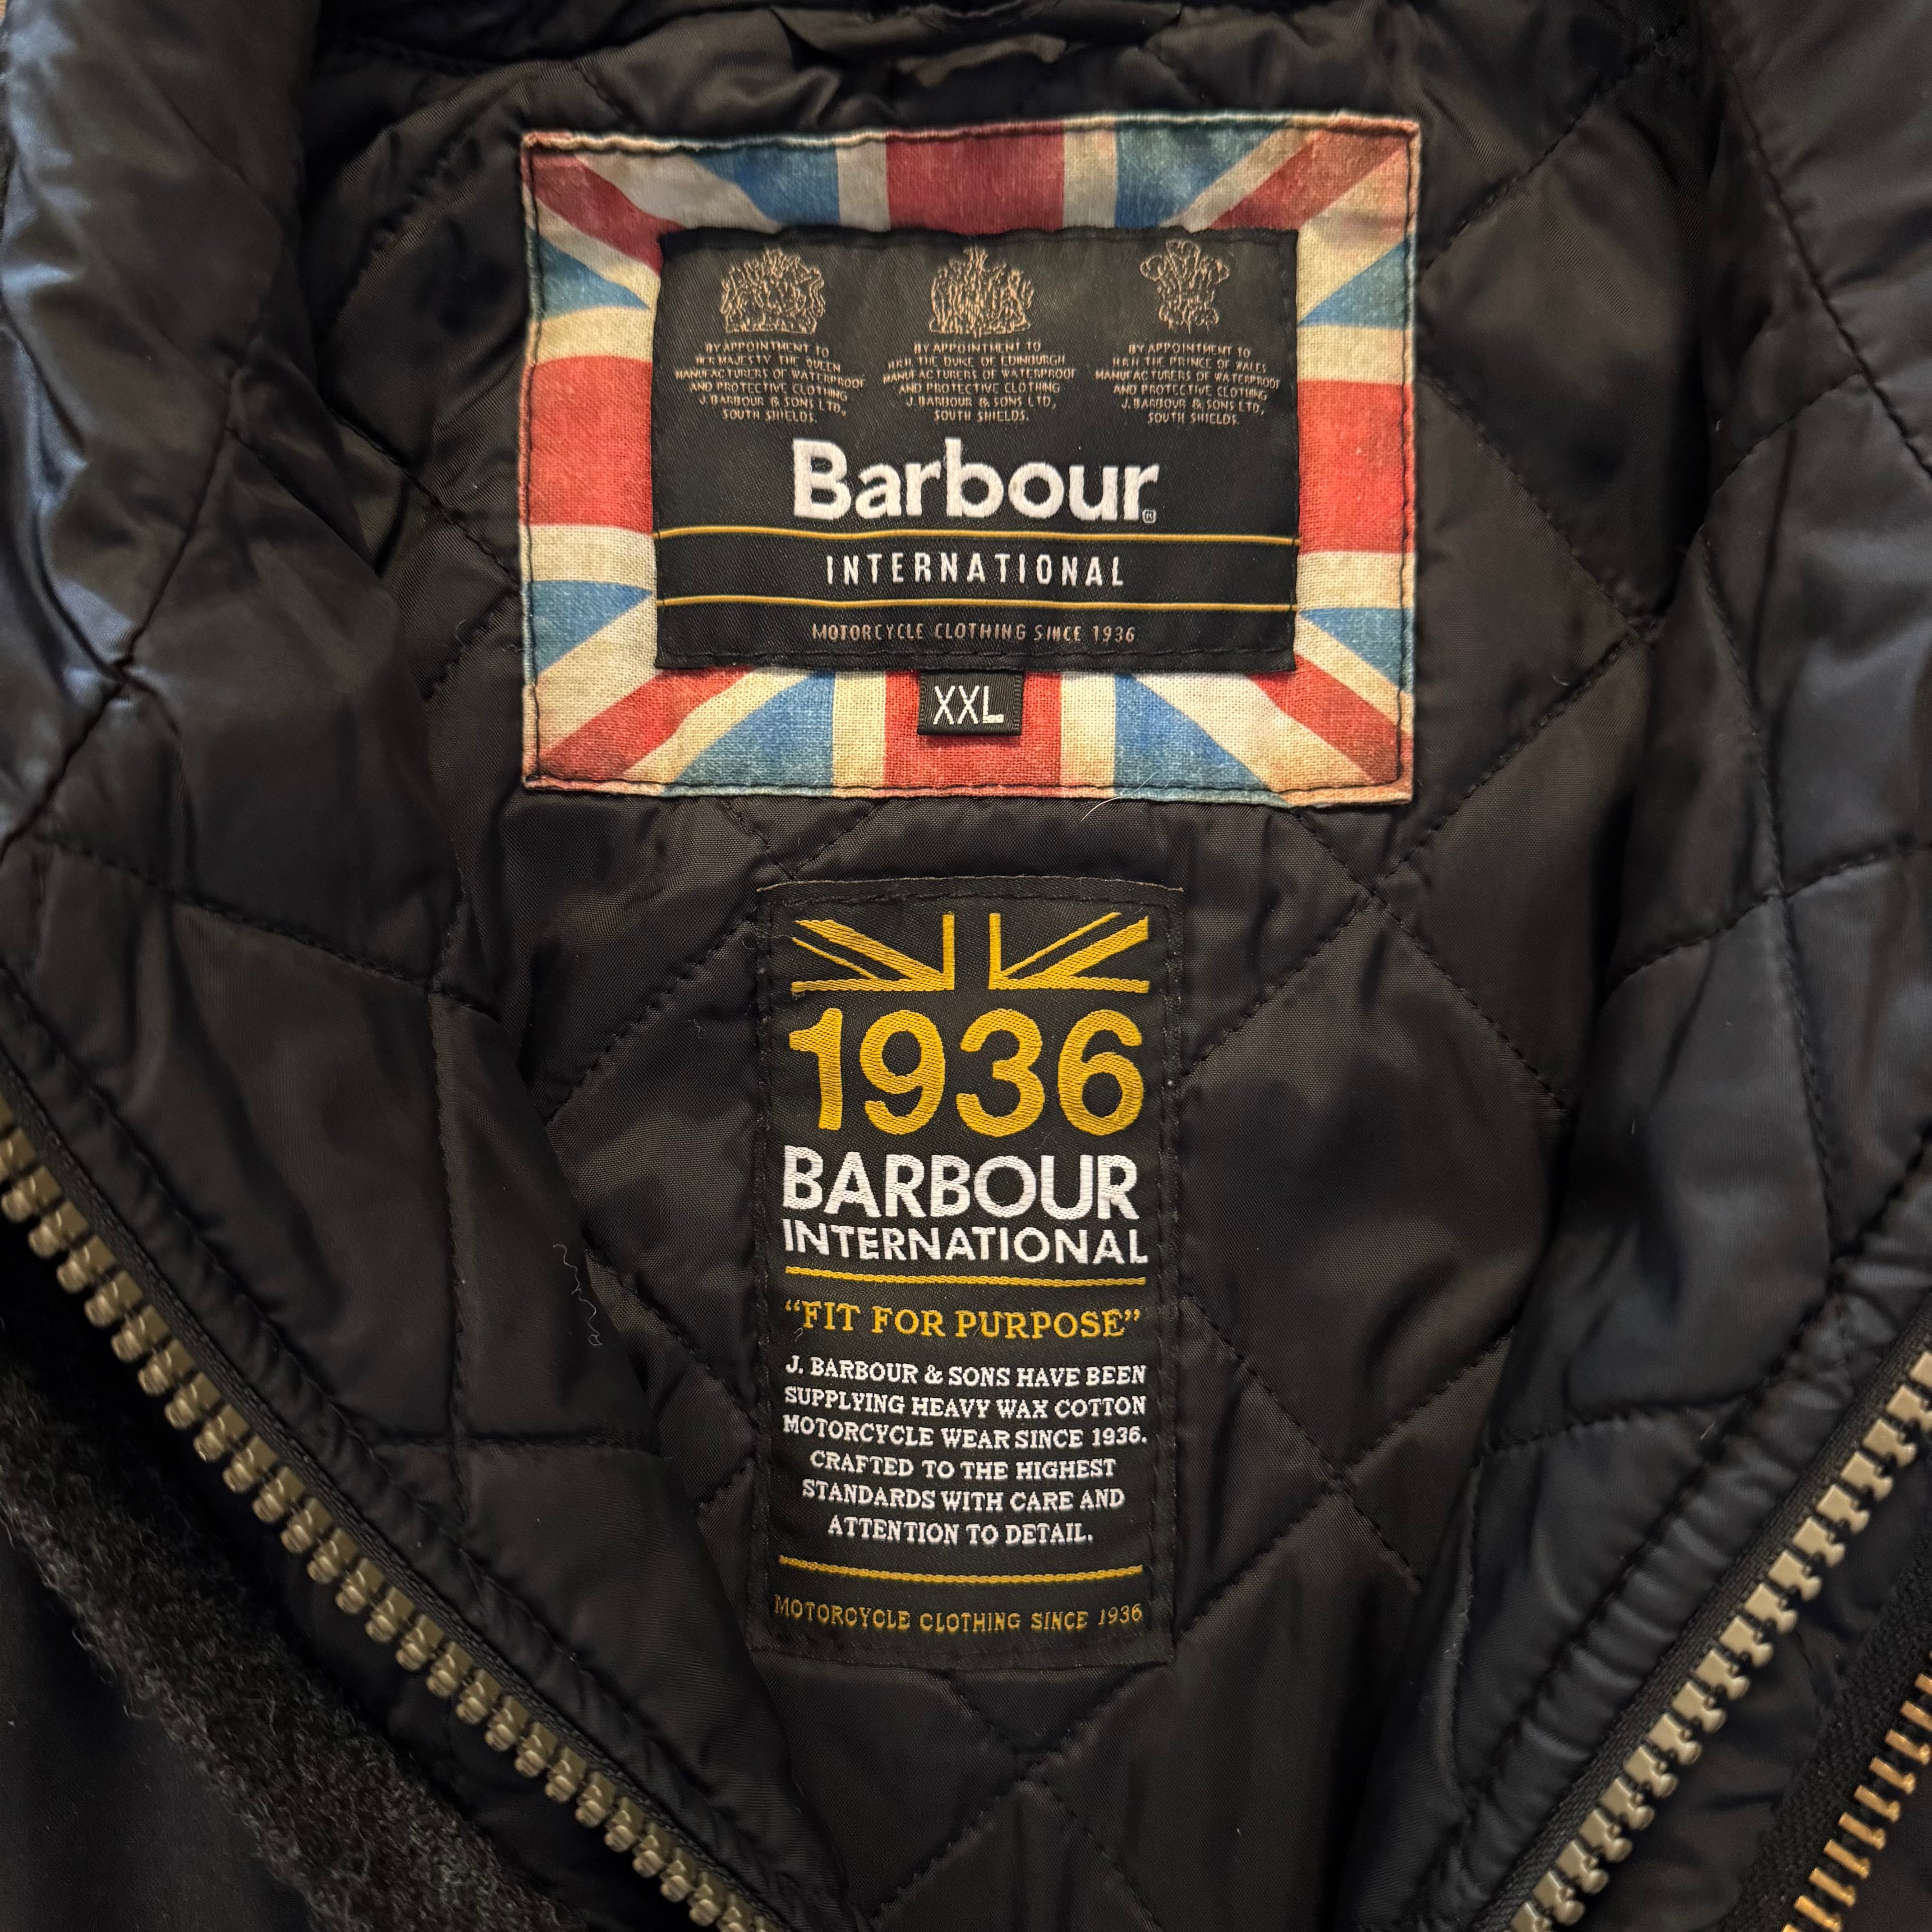 BY APPOINTMENT TO
HER MAJESTY THE QUEEN
MANUFACTURERS OF WATERPROOF
AND PROTECTIVE CLOTHING
J. BARBOUR & SONS LTD,
SOUTH SHIELDS.
BY APPOINTMENT TO
H.R.H. THE DUKE OF EDINBURGH
MANUFACTURERS OF WATERPROOF
AND PROTECTIVE CLOTHING
J. BARBOUR & SONS LTD,
SOUTH SHIELDS.
BY APPOINTMENT TO
H.R.H. THE PRINCE OF WALES
MANUFACTURERS OF WATERPROOF
AND PROTECTIVE CLOTHING
J. BARBOUR & SONS LTD,
SOUTH SHIELDS.
Barbour®
INTERNATIONAL
MOTORCYCLE CLOTHING SINCE 1936
XXL
1936
BARBOUR
INTERNATIONAL
“FIT FOR PURPOSE”
J. BARBOUR & SONS HAVE BEEN
SUPPLYING HEAVY WAX COTTON
MOTORCYCLE WEAR SINCE 1936.
CRAFTED TO THE HIGHEST
STANDARDS WITH CARE AND
ATTENTION TO DETAIL.
MOTORCYCLE CLOTHING SINCE 1936